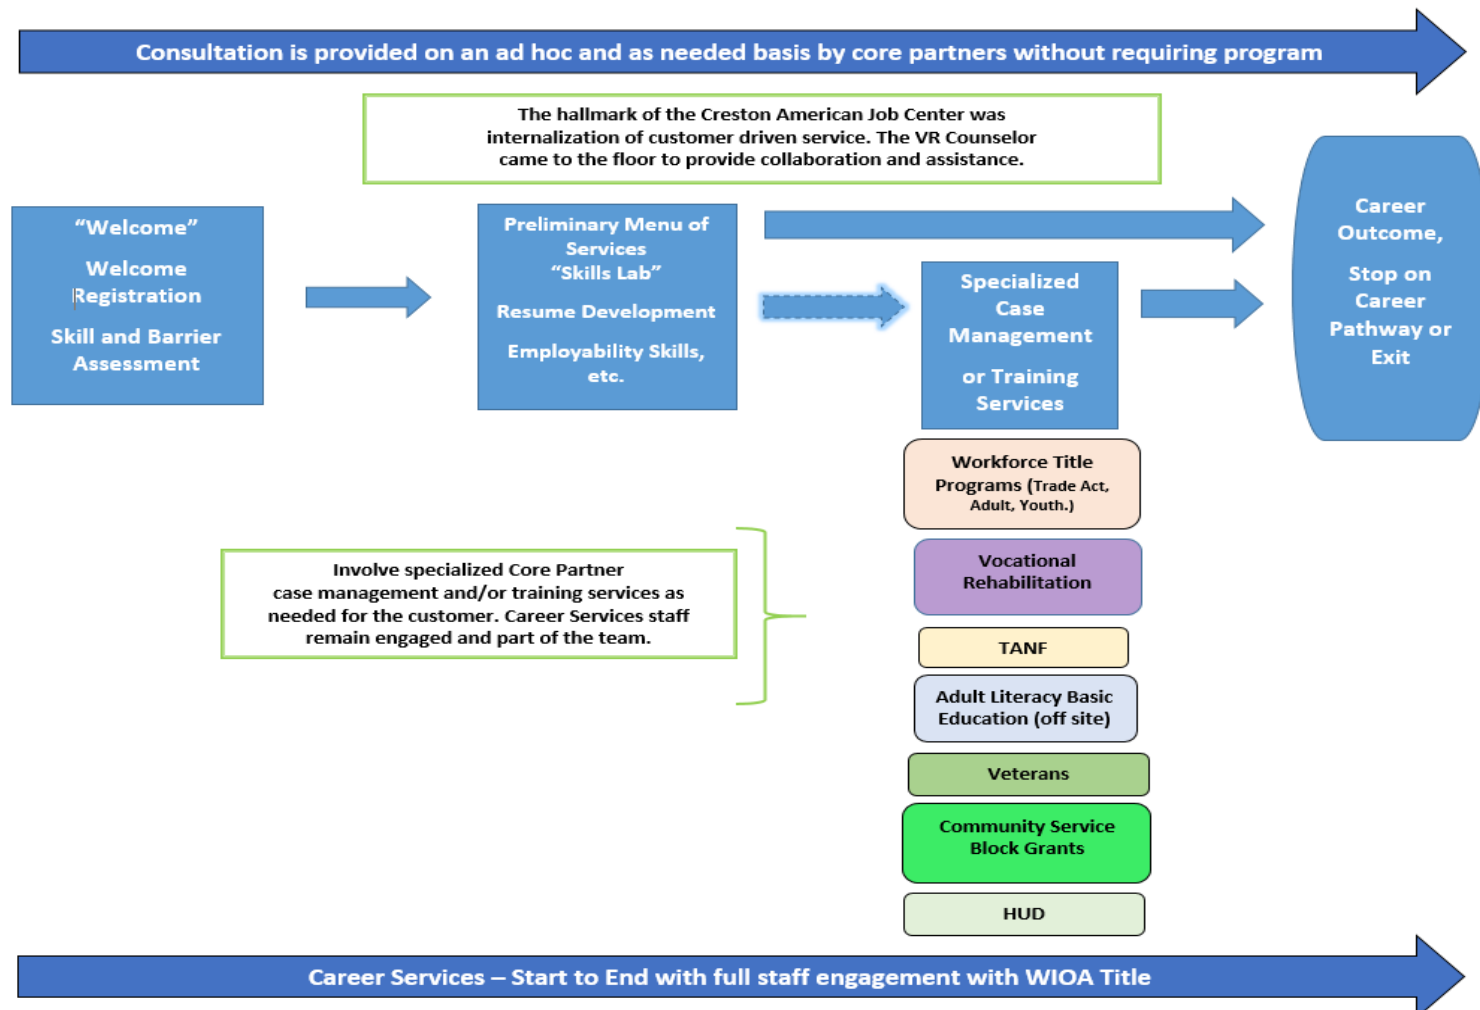 Consultation is provided on an ad hoc and as needed basis by core partners without requiring program
The hallmark of the Creston American Job Center was
internalization of customer driven service. The VR Counselor
came to the floor to provide collaboration and assistance.
“Welcome”
Welcome
Registration
Skill and Barrier
Assessment
Preliminary Menu of
Services
“Skills Lab”
Resume Development
Employability Skills,
etc.
Specialized
Case
Management
or Training
Services
Career
Outcome,
Stop on
Career
Pathway or
Exit
Workforce Title
Programs (Trade Act,
Adult, Youth.)
Vocational
Rehabilitation
TANF
Adult Literacy Basic
Education (off site)
Veterans
Community Service
Block Grants
HUD
Involve specialized Core Partner
case management and/or training services as
needed for the customer. Career Services staff
remain engaged and part of the team.
Career Services – Start to End with full staff engagement with WIOA Title